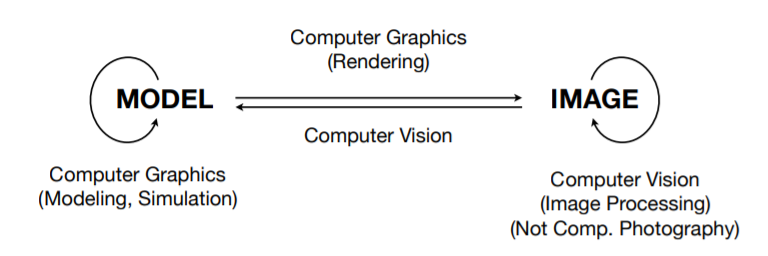 Computer Graphics
(Rendering)
MODEL
IMAGE
Computer Vision
Computer Graphics
(Modeling, Simulation)
Computer Vision
(Image Processing)
(Not Comp. Photography)